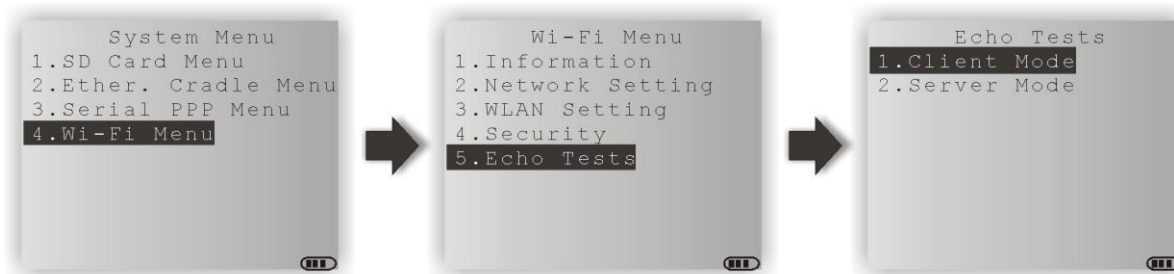 System Menu
1.SD Card Menu
2.Ether. Cradle Menu
3.Serial PPP Menu
4.Wi-Fi Menu
Wi-Fi Menu
1.Information
2.Network Setting
3.WLAN Setting
4.Security
5.Echo Tests
Echo Tests
1.Client Mode
2.Server Mode